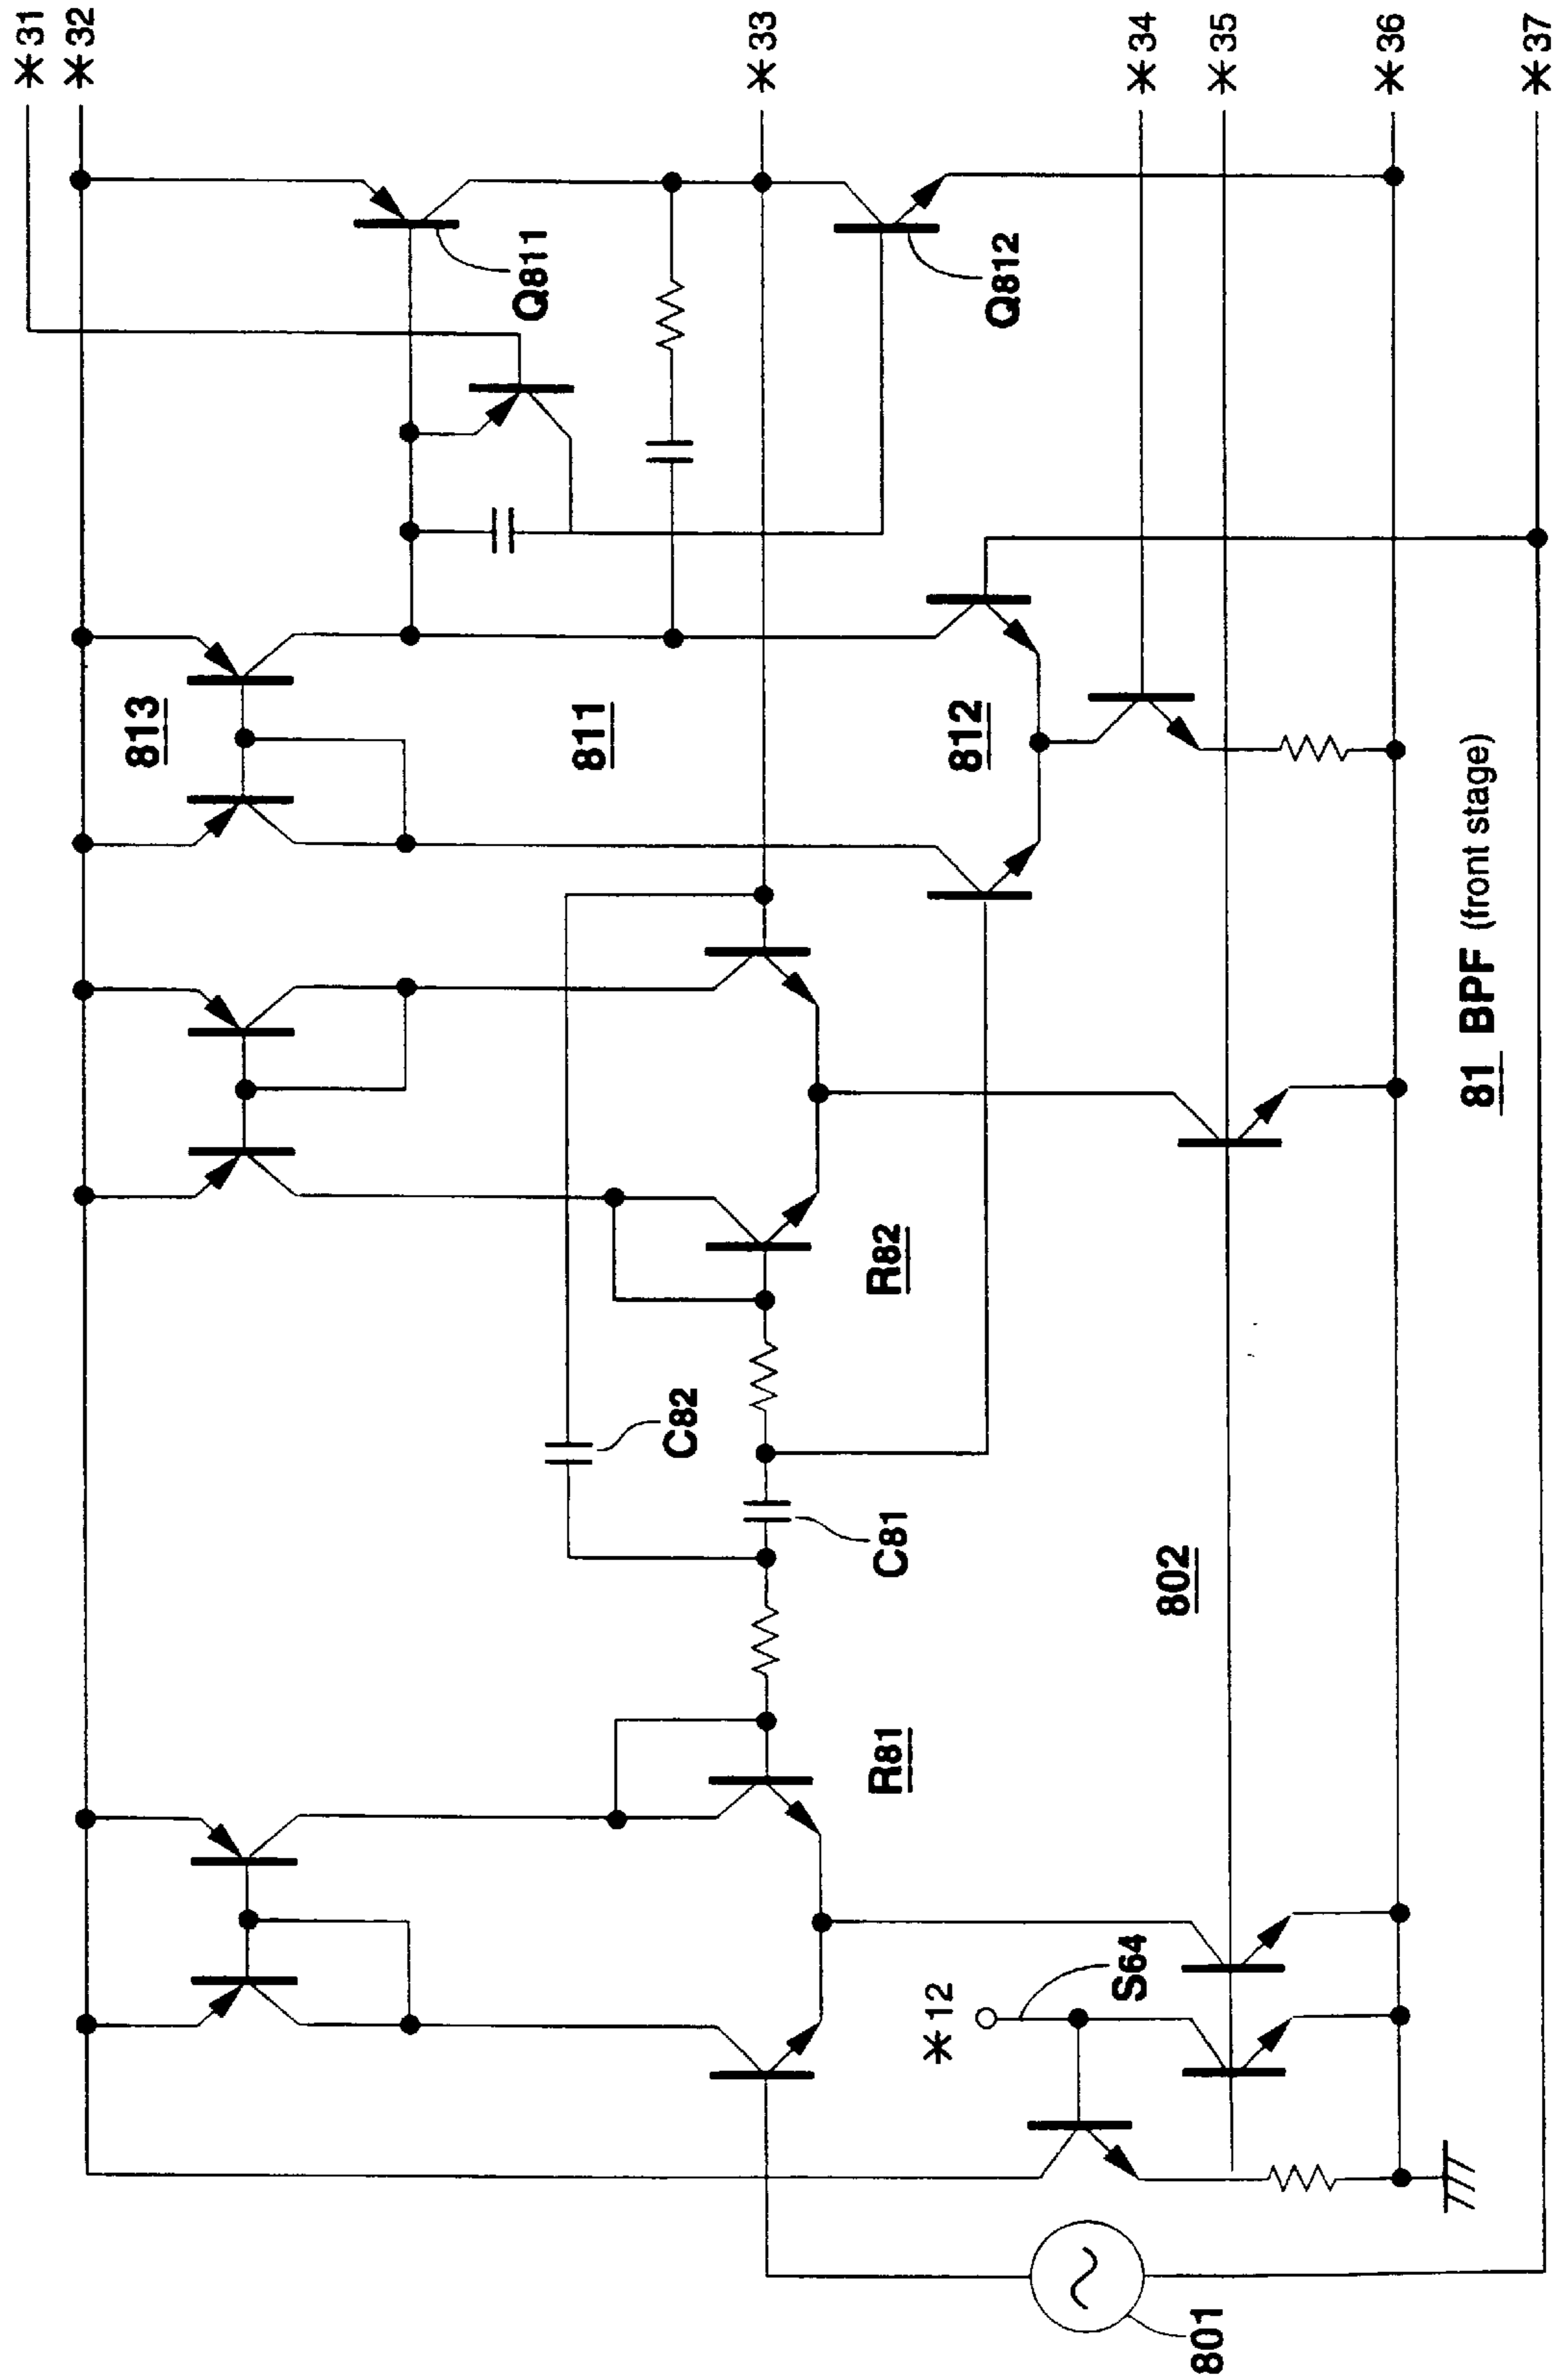 *31
*32
*33
*34
*35
*36
*37
Q811
Q812
813
811
812
R82
C82
C81
802
R81
S64
*12
801
81 BPF (front stage)